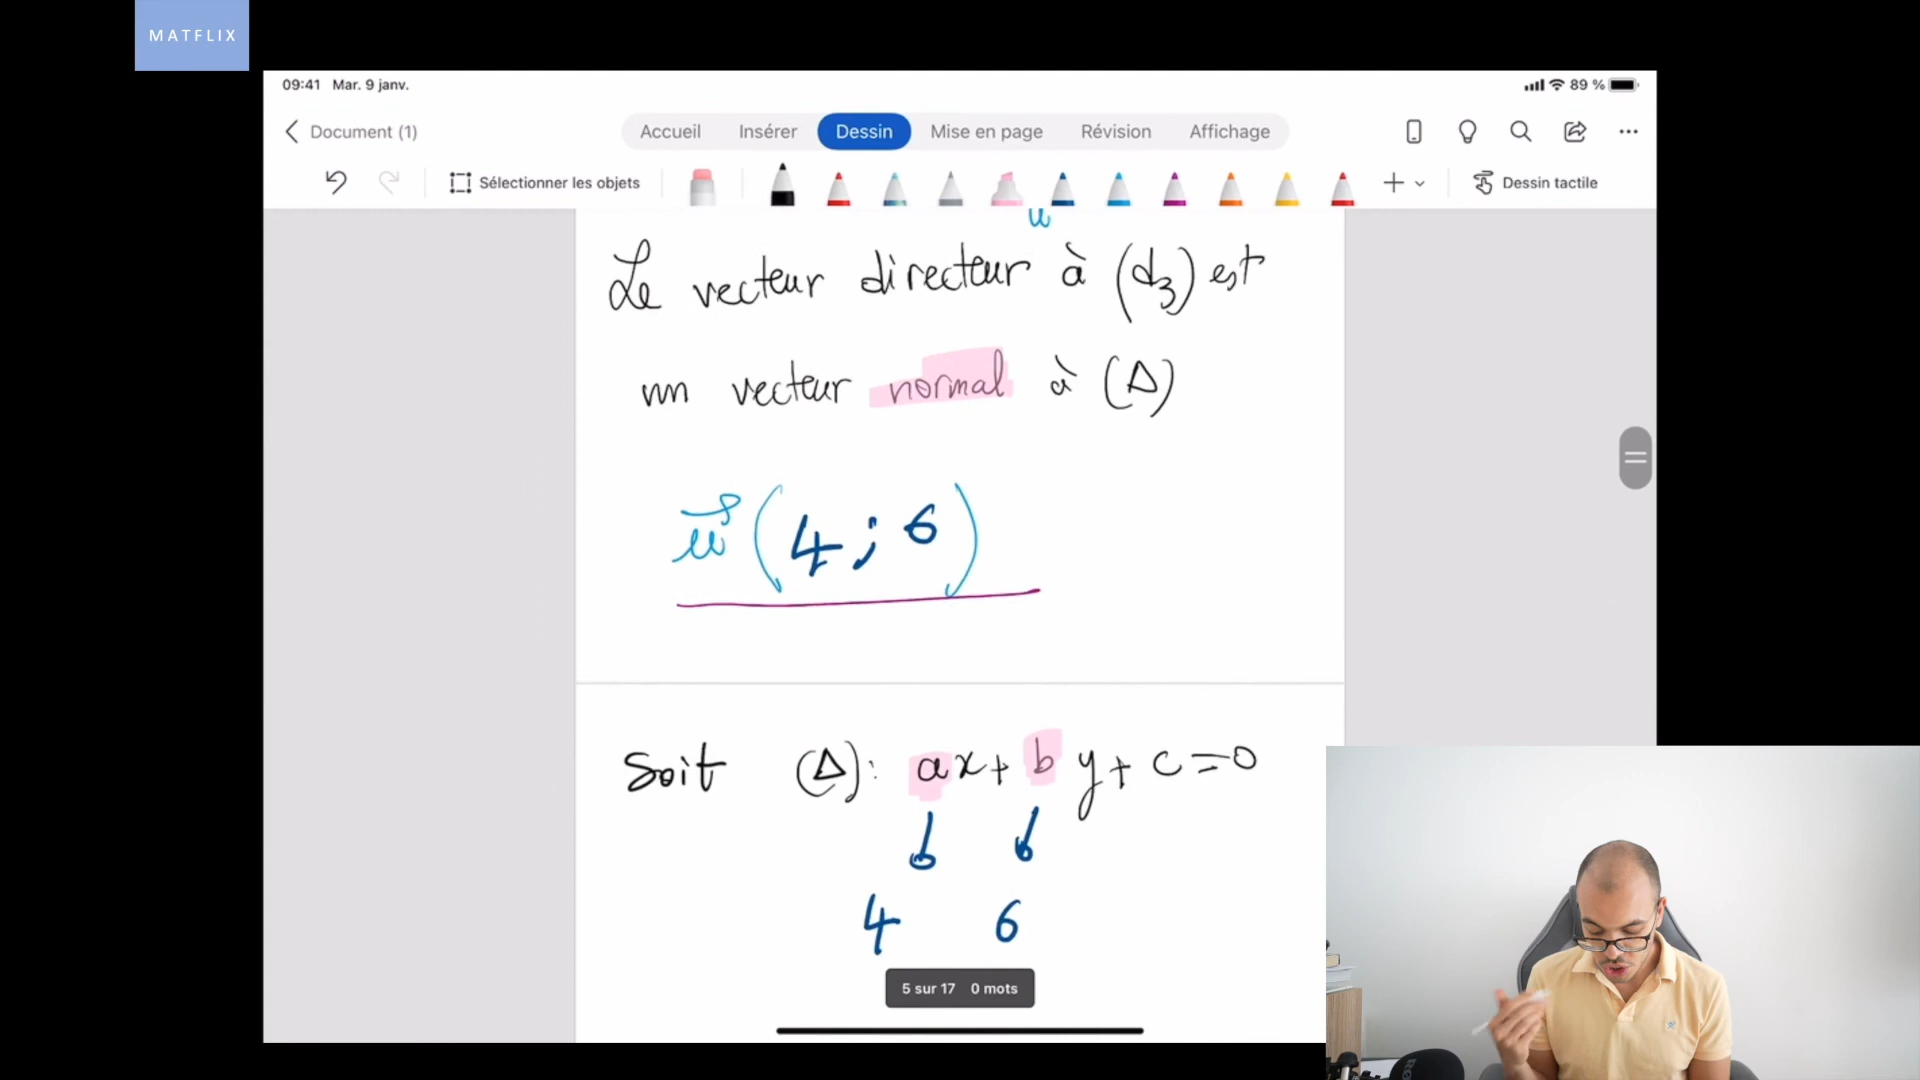 MATFLIX
09:41 Mar. 9 janv.
89 %
Document (1)
Accueil Insérer Dessin Mise en page Révision Affichage
Sélectionner les objets
Dessin tactile
u
Le vecteur directeur à (d3) est
un vecteur normal à (Δ)
u (4 ; 6)
Soit (Δ): ax + by + c = 0
4 6
5 sur 17 0 mots